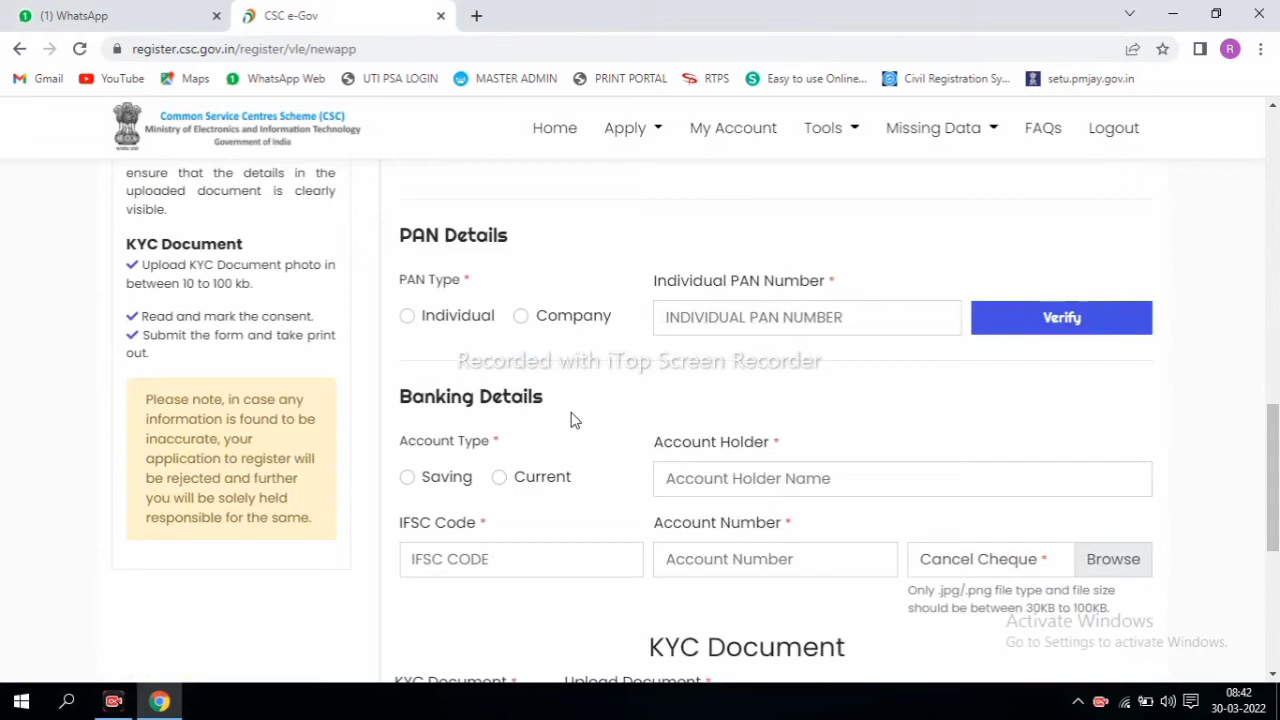 (1) WhatsApp
CSC e-Gov
register.csc.gov.in/register/vle/newapp
R
Gmail
YouTube
Maps
WhatsApp Web
UTI PSA LOGIN
MASTER ADMIN
PRINT PORTAL
RTPS
Easy to use Online...
Civil Registration Sy...
setu.pmjay.gov.in
Common Service Centres Scheme (CSC)
Ministry of Electronics and Information Technology
Government of India
Home
Apply
My Account
Tools
Missing Data
FAQs
Logout
ensure that the details in the
uploaded document is clearly
visible.
KYC Document
Upload KYC Document photo in
between 10 to 100 kb.
Read and mark the consent.
Submit the form and take print
out.
Please note, in case any
information is found to be
inaccurate, your
application to register will
be rejected and further
you will be solely held
responsible for the same.
PAN Details
PAN Type *
Individual PAN Number *
Individual
Company
INDIVIDUAL PAN NUMBER
Verify
Recorded with iTop Screen Recorder
Banking Details
Account Type *
Account Holder *
Saving
Current
Account Holder Name
IFSC Code *
Account Number *
IFSC CODE
Account Number
Cancel Cheque *
Browse
Only .jpg/.png file type and file size
should be between 30KB to 100KB.
Activate Windows
Go to Settings to activate Windows.
KYC Document
KYC Document *
Upload Document *
08:42
30-03-2022